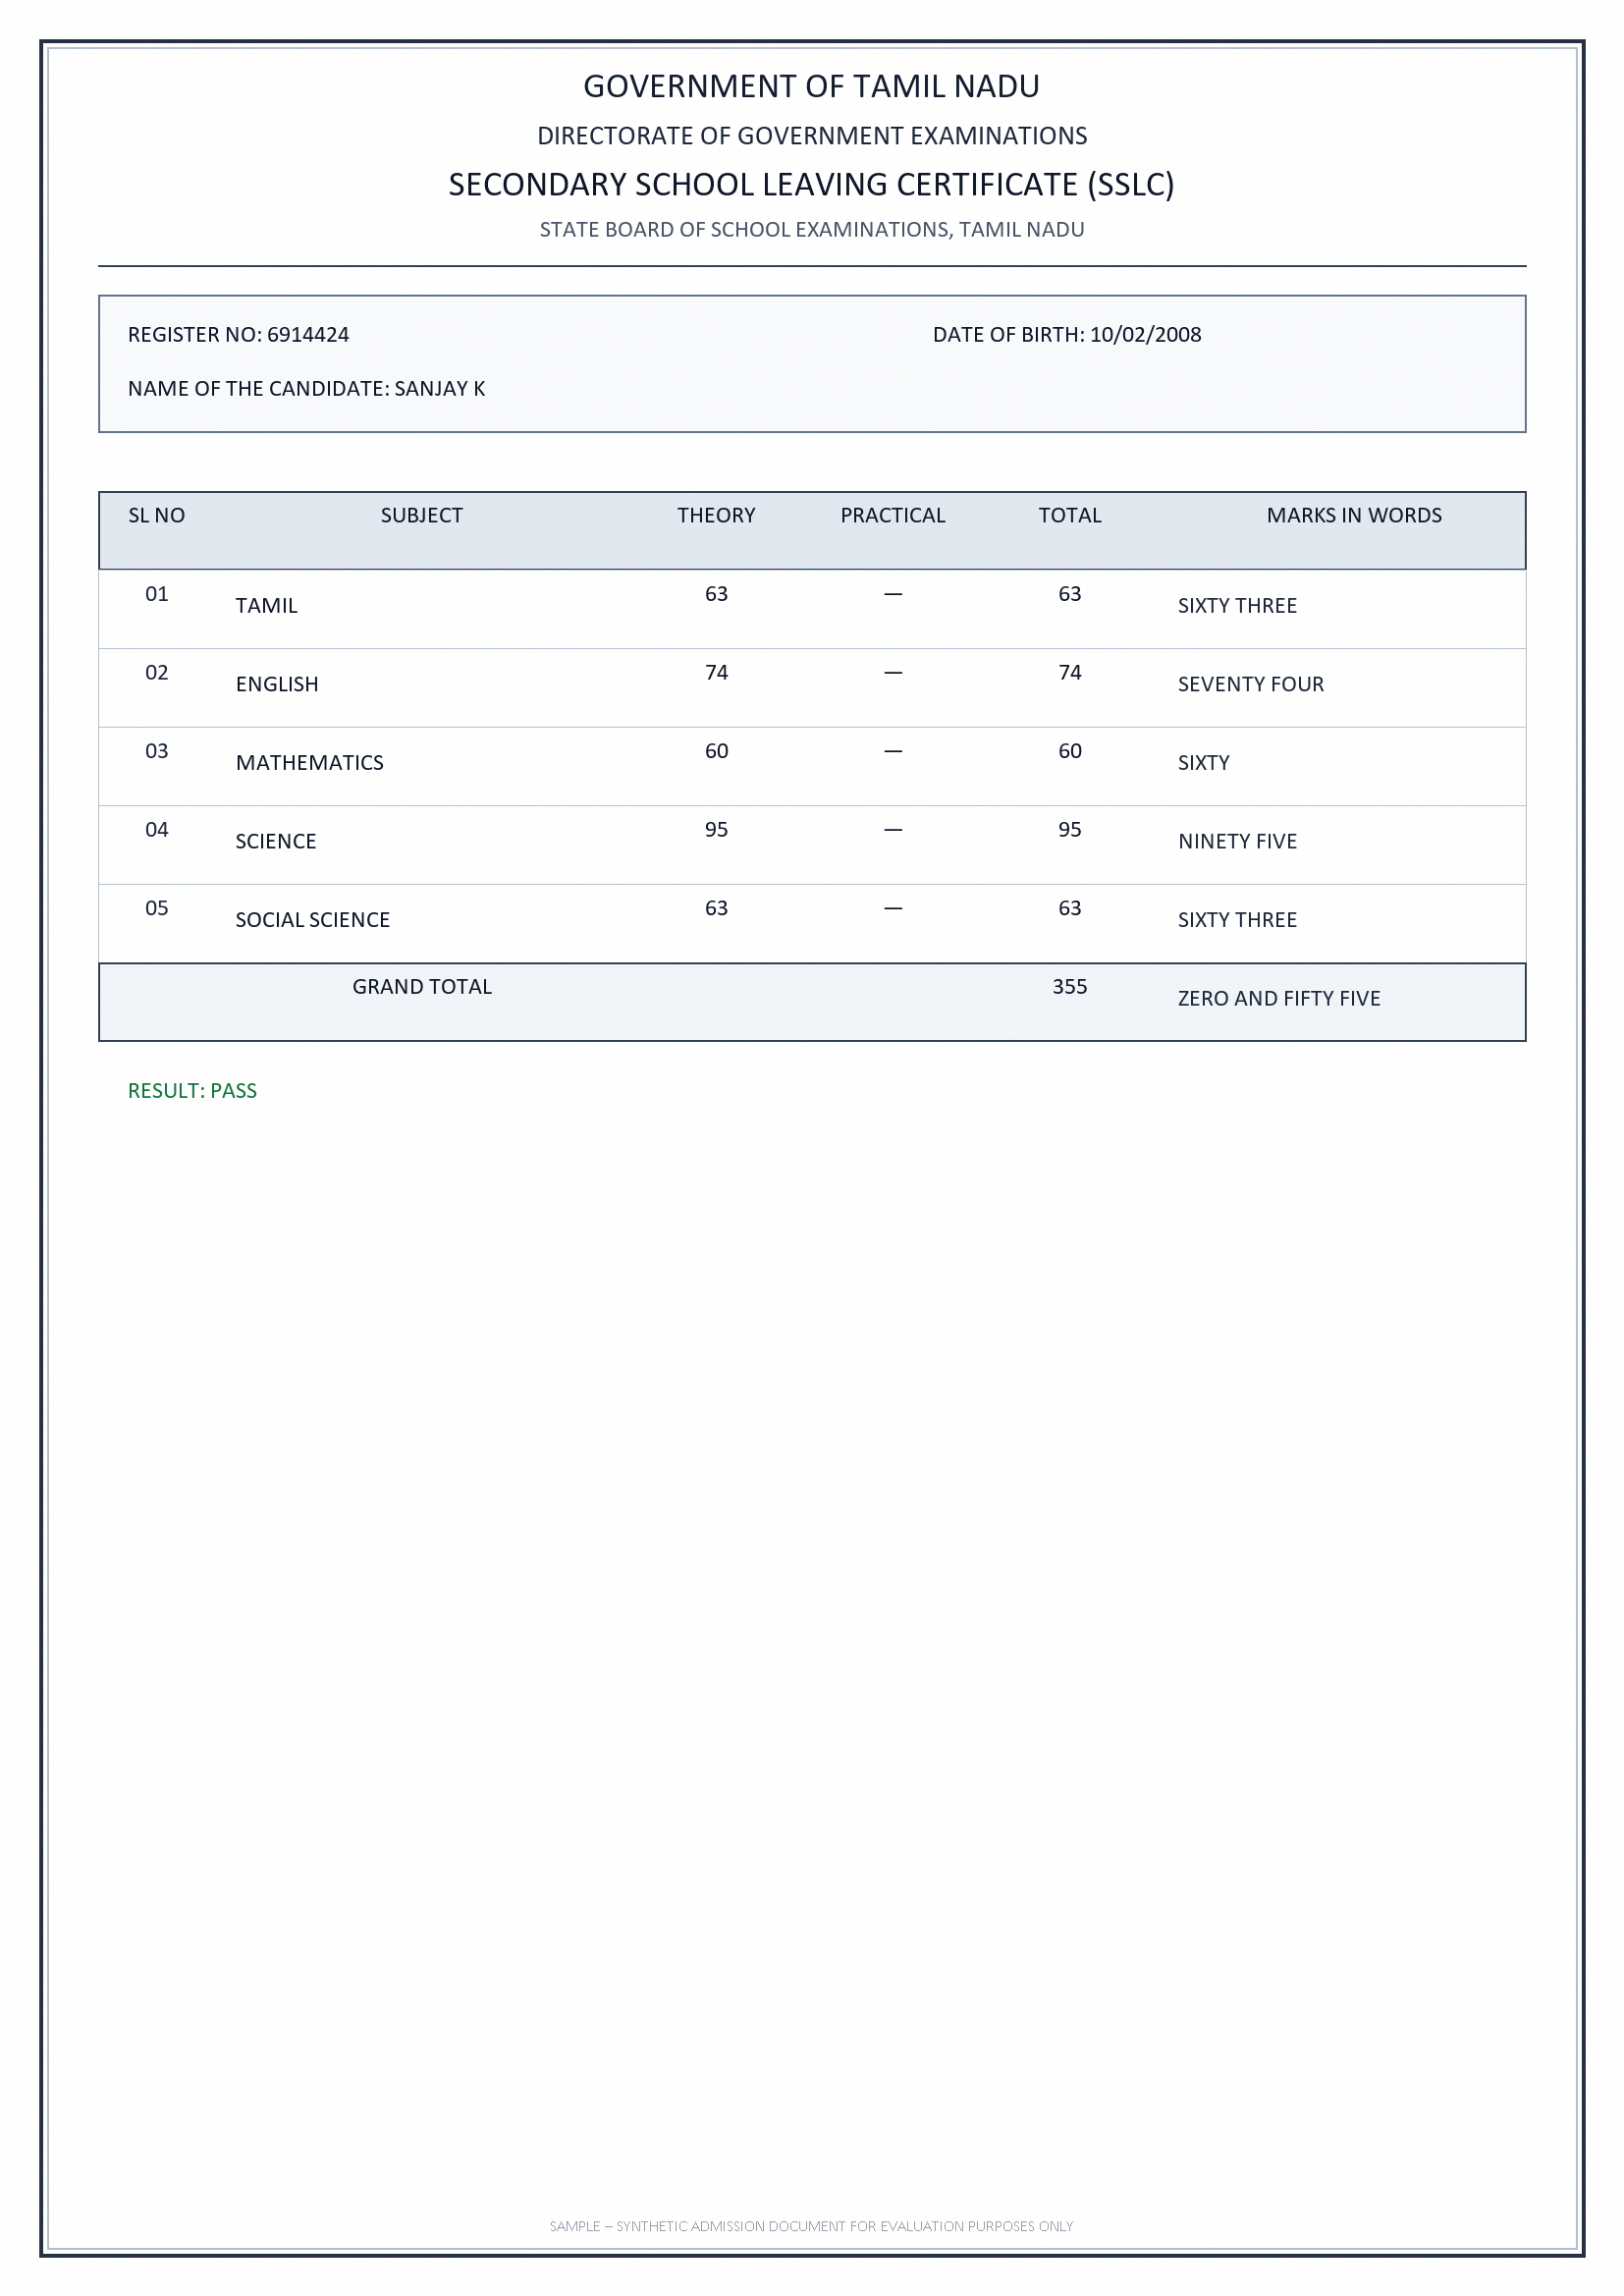 GOVERNMENT OF TAMIL NADU
DIRECTORATE OF GOVERNMENT EXAMINATIONS
SECONDARY SCHOOL LEAVING CERTIFICATE (SSLC)
STATE BOARD OF SCHOOL EXAMINATIONS, TAMIL NADU
REGISTER NO: 6914424 DATE OF BIRTH: 10/02/2008
NAME OF THE CANDIDATE: SANJAY K
SL NO SUBJECT THEORY PRACTICAL TOTAL MARKS IN WORDS
01 TAMIL 63 — 63 SIXTY THREE
02 ENGLISH 74 — 74 SEVENTY FOUR
03 MATHEMATICS 60 — 60 SIXTY
04 SCIENCE 95 — 95 NINETY FIVE
05 SOCIAL SCIENCE 63 — 63 SIXTY THREE
GRAND TOTAL 355 ZERO AND FIFTY FIVE
RESULT: PASS
SAMPLE – SYNTHETIC ADMISSION DOCUMENT FOR EVALUATION PURPOSES ONLY